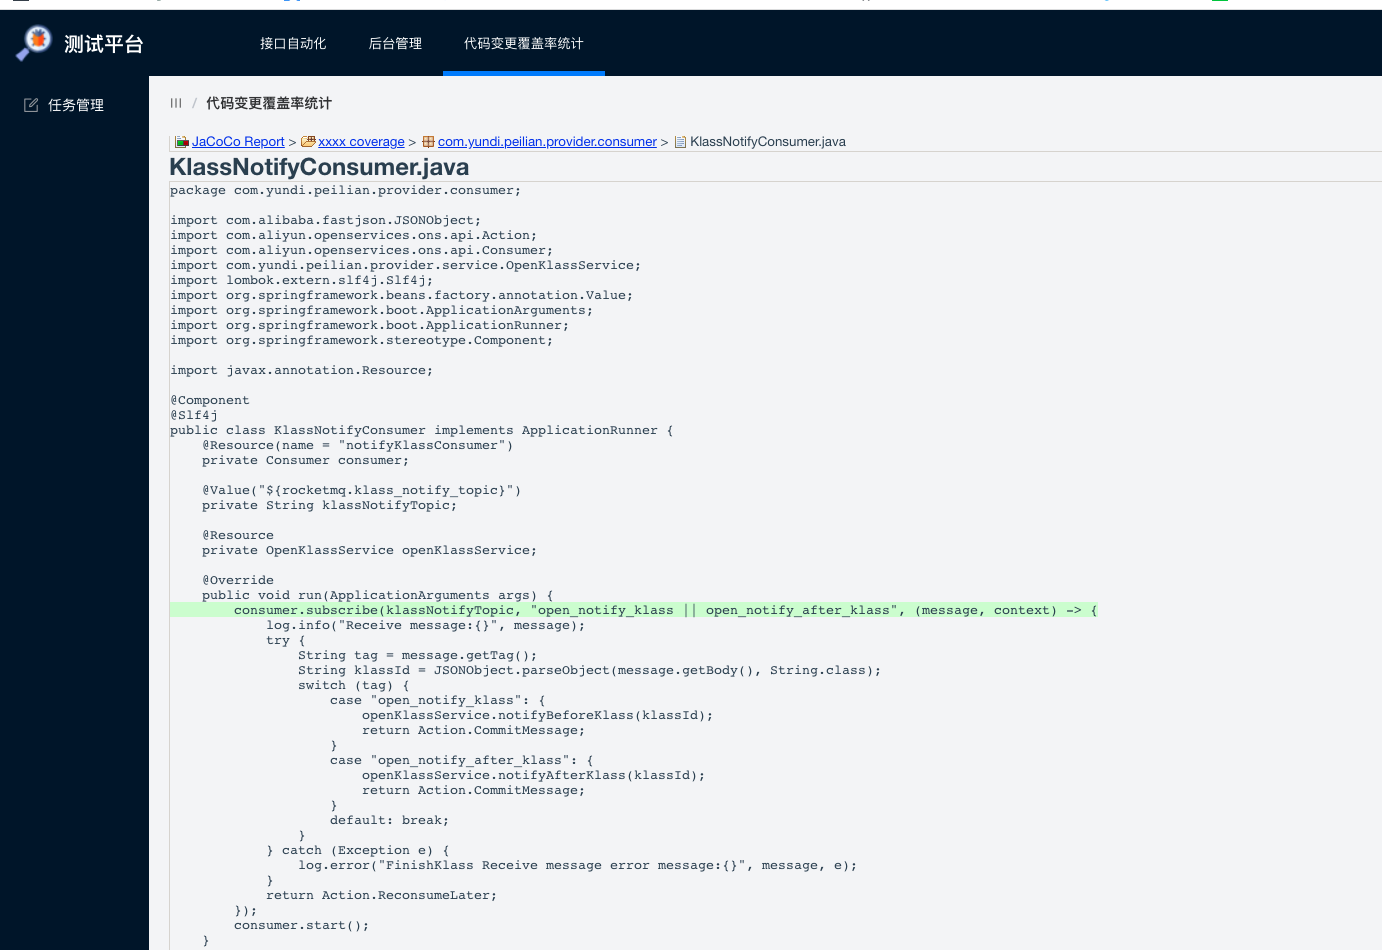 测试平台
接口自动化
后台管理
代码变更覆盖率统计
任务管理
/ 代码变更覆盖率统计
JaCoCo Report > xxxx coverage > com.yundi.peilian.provider.consumer > KlassNotifyConsumer.java
KlassNotifyConsumer.java
package com.yundi.peilian.provider.consumer;
import com.alibaba.fastjson.JSONObject;
import com.aliyun.openservices.ons.api.Action;
import com.aliyun.openservices.ons.api.Consumer;
import com.yundi.peilian.provider.service.OpenKlassService;
import lombok.extern.slf4j.Slf4j;
import org.springframework.beans.factory.annotation.Value;
import org.springframework.boot.ApplicationArguments;
import org.springframework.boot.ApplicationRunner;
import org.springframework.stereotype.Component;
import javax.annotation.Resource;
@Component
@Slf4j
public class KlassNotifyConsumer implements ApplicationRunner {
    @Resource(name = "notifyKlassConsumer")
    private Consumer consumer;
    @Value("${rocketmq.klass_notify_topic}")
    private String klassNotifyTopic;
    @Resource
    private OpenKlassService openKlassService;
    @Override
    public void run(ApplicationArguments args) {
        consumer.subscribe(klassNotifyTopic, "open_notify_klass || open_notify_after_klass", (message, context) -> {
            log.info("Receive message:{}", message);
            try {
                String tag = message.getTag();
                String klassId = JSONObject.parseObject(message.getBody(), String.class);
                switch (tag) {
                    case "open_notify_klass": {
                        openKlassService.notifyBeforeKlass(klassId);
                        return Action.CommitMessage;
                    }
                    case "open_notify_after_klass": {
                        openKlassService.notifyAfterKlass(klassId);
                        return Action.CommitMessage;
                    }
                    default: break;
                }
            } catch (Exception e) {
                log.error("FinishKlass Receive message error message:{}", message, e);
            }
            return Action.ReconsumeLater;
        });
        consumer.start();
    }